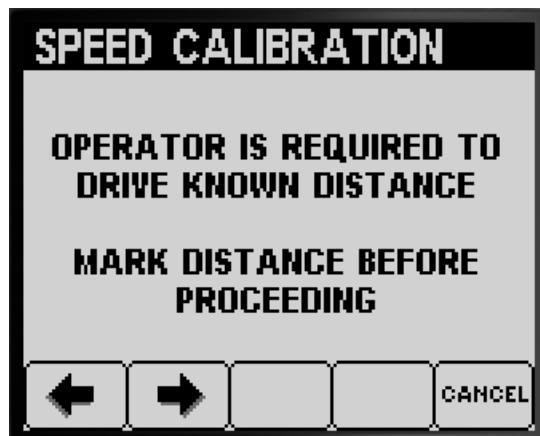 SPEED CALIBRATION
OPERATOR IS REQUIRED TO
DRIVE KNOWN DISTANCE
MARK DISTANCE BEFORE
PROCEEDING
CANCEL